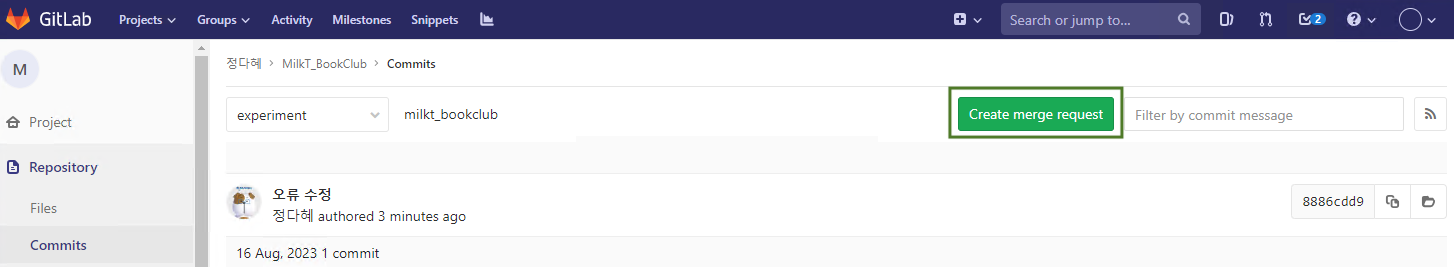 GitLab Projects Groups Activity Milestones Snippets Search or jump to... 2
M 정다혜 > MilkT_BookClub > Commits
experiment milkt_bookclub Create merge request Filter by commit message
Project
Repository
오류 수정 8886cdd9
정다혜 authored 3 minutes ago
Files
Commits
16 Aug, 2023 1 commit